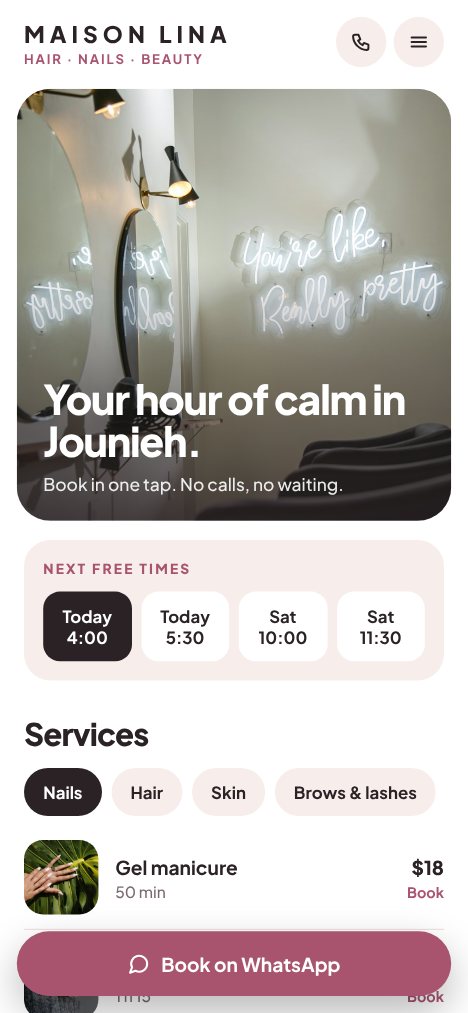 MAISON LINA
HAIR · NAILS · BEAUTY
You're like,
Really pretty
Your hour of calm in
Jounieh.
Book in one tap. No calls, no waiting.
NEXT FREE TIMES
Today
4:00
Today
5:30
Sat
10:00
Sat
11:30
Services
Nails
Hair
Skin
Brows & lashes
Gel manicure
$18
50 min
Book
Book on WhatsApp
1h 15
Book